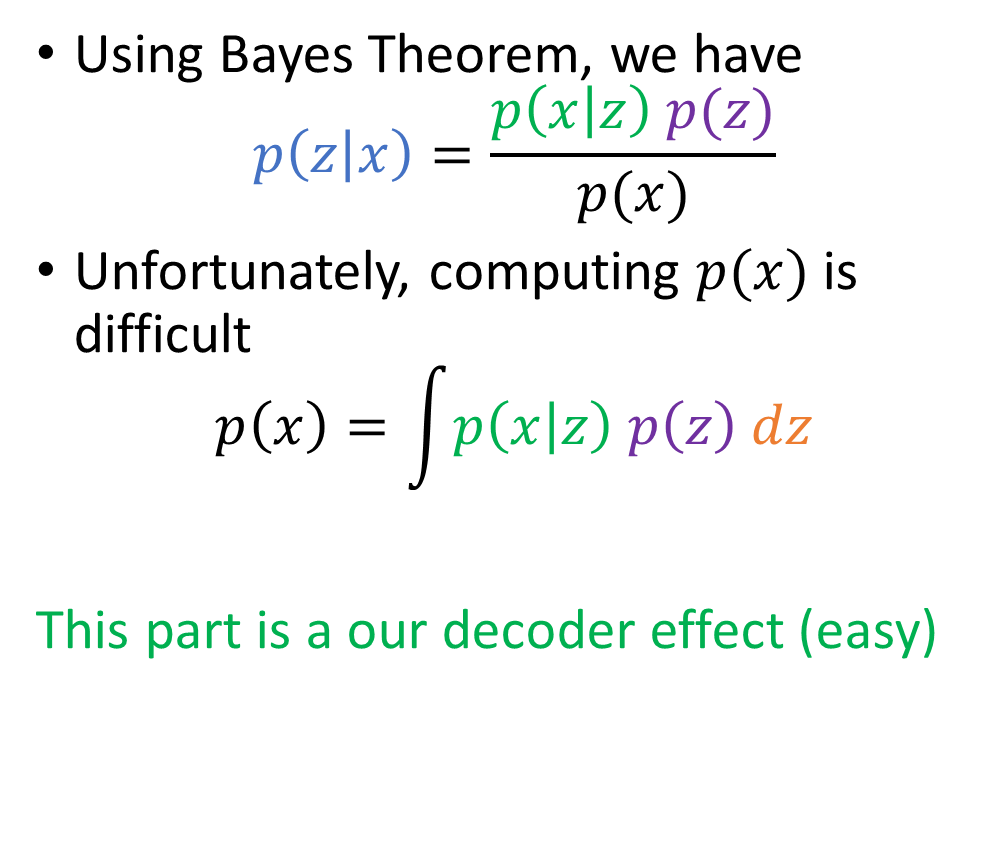 • Using Bayes Theorem, we have
p(z|x) = p(x|z) p(z) / p(x)
• Unfortunately, computing p(x) is
difficult
p(x) = ∫ p(x|z) p(z) dz
This part is a our decoder effect (easy)